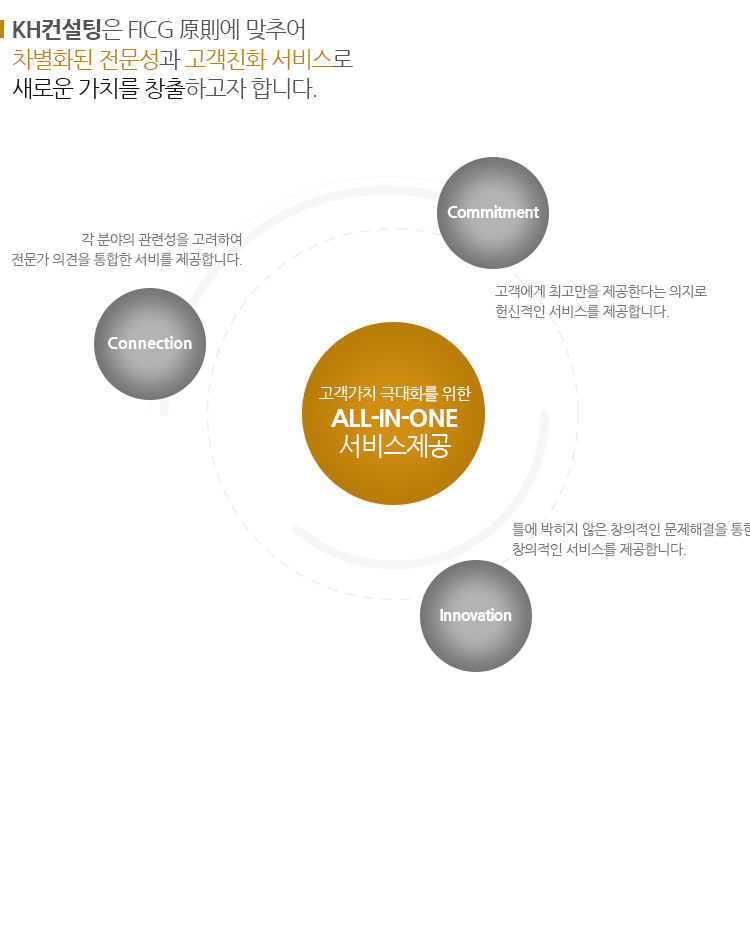 KH컨설팅은 FICG 原則에 맞추어
차별화된 전문성과 고객친화 서비스로
새로운 가치를 창출하고자 합니다.
Commitment
고객에게 최고만을 제공한다는 의지로
헌신적인 서비스를 제공합니다.
각 분야의 관련성을 고려하여
전문가 의견을 통합한 서비를 제공합니다.
Connection
고객가치 극대화를 위한
ALL-IN-ONE
서비스제공
틀에 박히지 않은 창의적인 문제해결을 통한
창의적인 서비스를 제공합니다.
Innovation